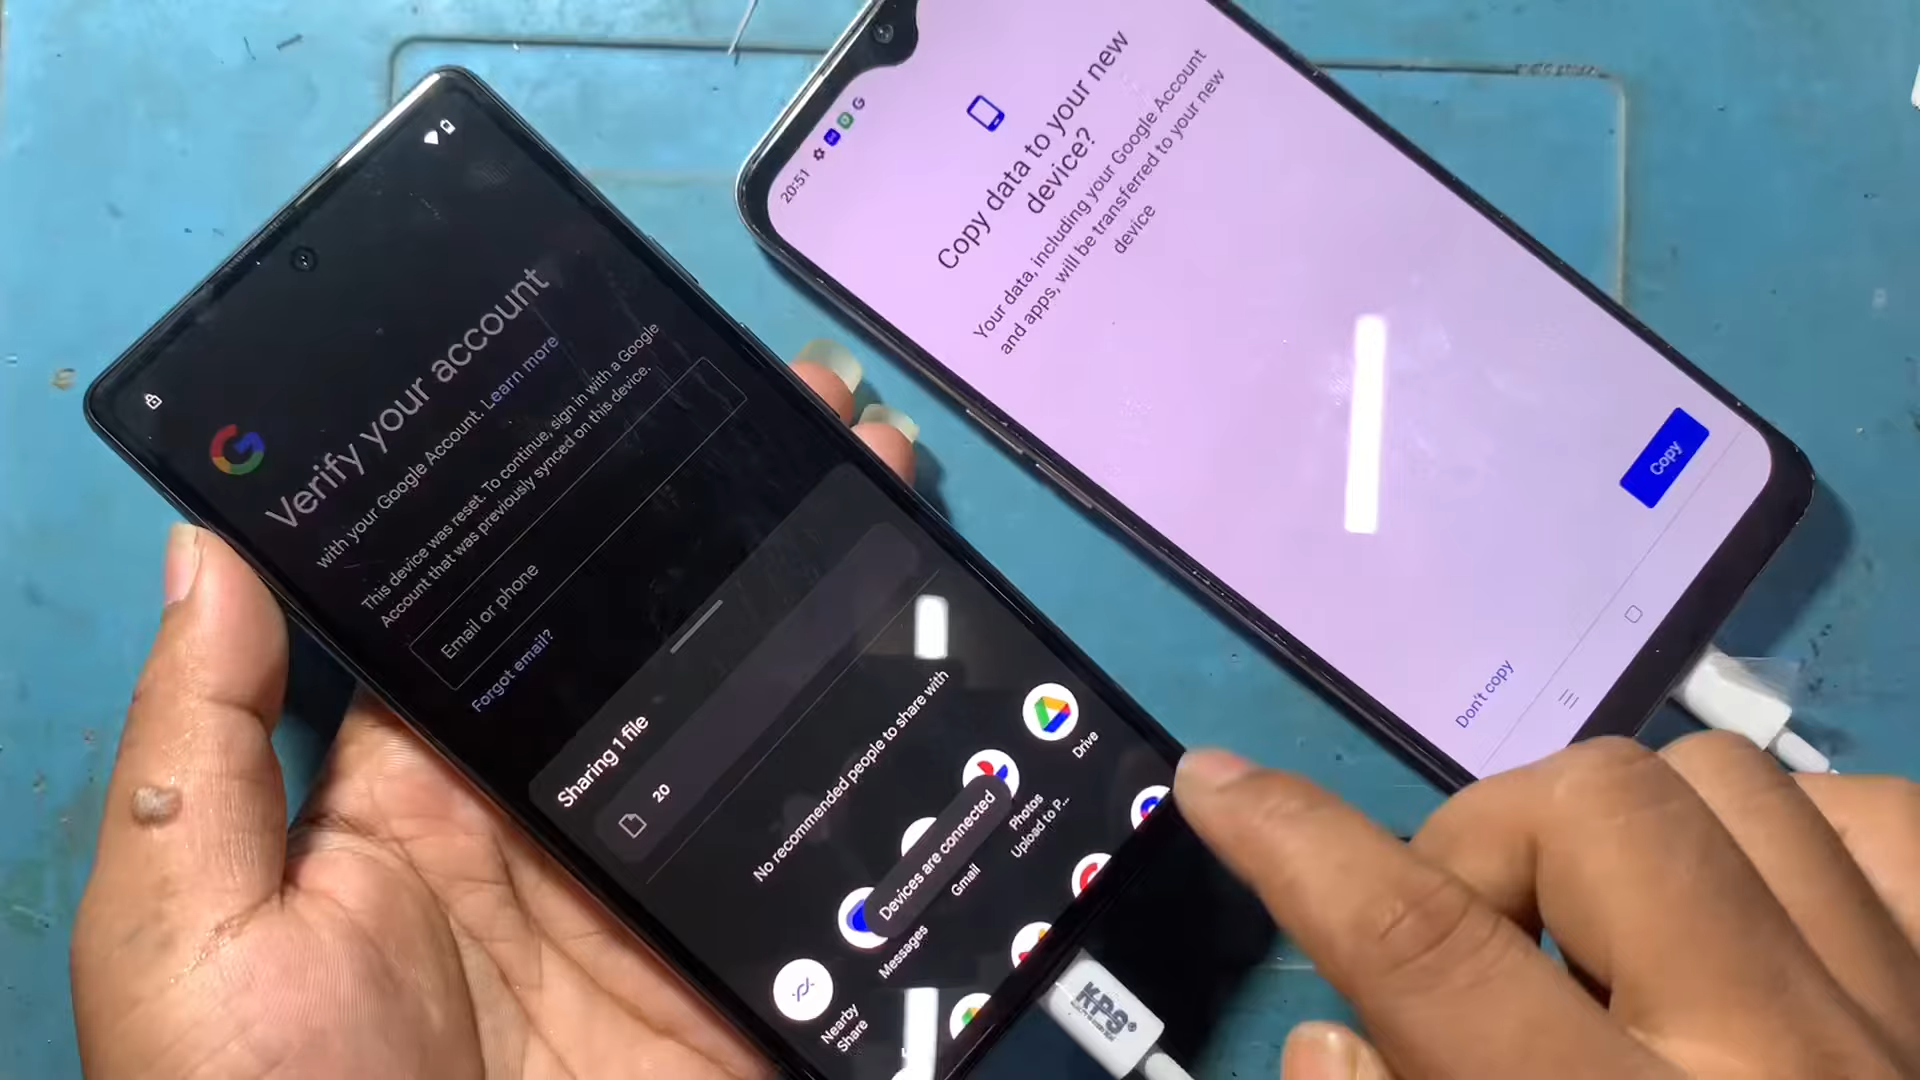 Verify your account
with your Google Account. Learn more
This device was reset. To continue, sign in with a Google
Account that was previously synced on this device.
Email or phone
Forgot email?
Sharing 1 file
20
No recommended people to share with
Nearby
Share
Messages
Gmail
Photos
Upload to P...
Drive
Devices are connected
KPS
20:51
Copy data to your new
device?
Your data, including your Google Account
and apps, will be transferred to your new
device
Copy
Don't copy